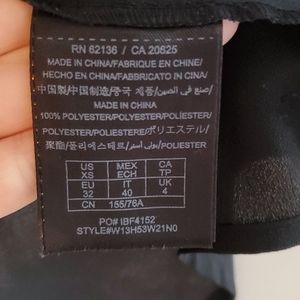 RN 62136 / CA 20625
MADE IN CHINA/FABRIQUE EN CHINE/
HECHO EN CHINA/FABBRICATO IN CINA/
中国製/中国制造/중국 제품/صنع في الصين/
MADE IN CHINA
100% POLYESTER/POLYESTER/POLIESTER/
POLYESTER/POLIESTERE/ポリエステル/
聚酯/폴리에스테르/بولي أستر/POLYESTER
US MEX CA
XS ECH TP
EU IT UK
32 40 4
CN 155/76A
PO# IBF4152
STYLE#W13H53W21N0